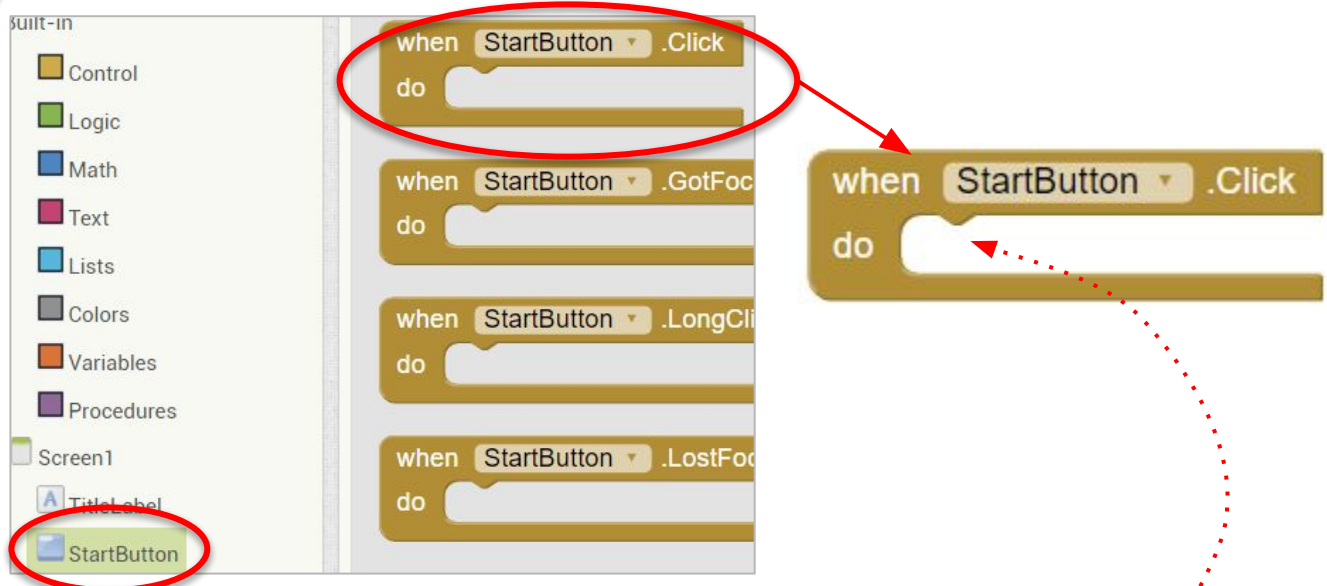 Built-in
Control
Logic
Math
Text
Lists
Colors
Variables
Procedures
Screen1
A TitleLabel
StartButton
when StartButton .Click
do
when StartButton .GotFoc
do
when StartButton .LongCli
do
when StartButton .LostFoc
do
when StartButton .Click
do